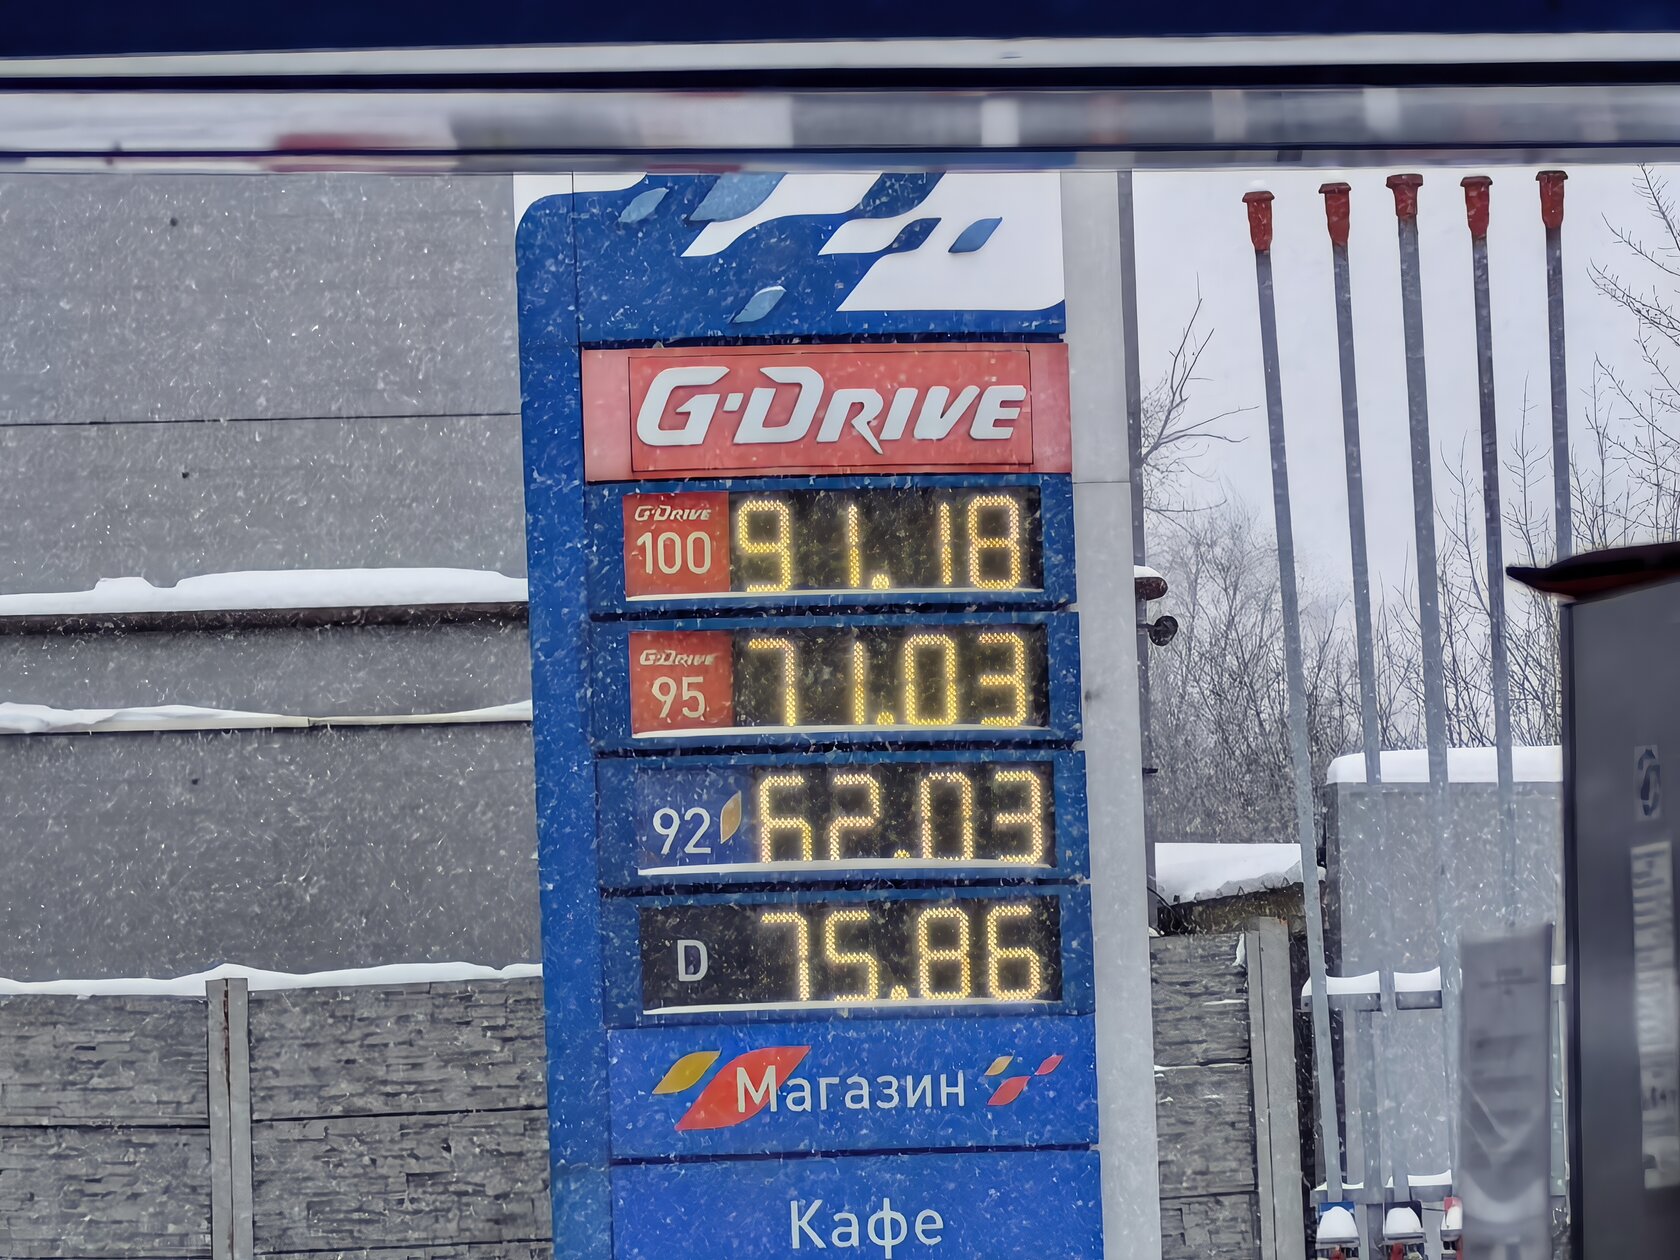 G-DRIVE
G-DRIVE
100 91.18
G-DRIVE
95 71.03
92 62.03
D 75.86
Магазин
Кафе